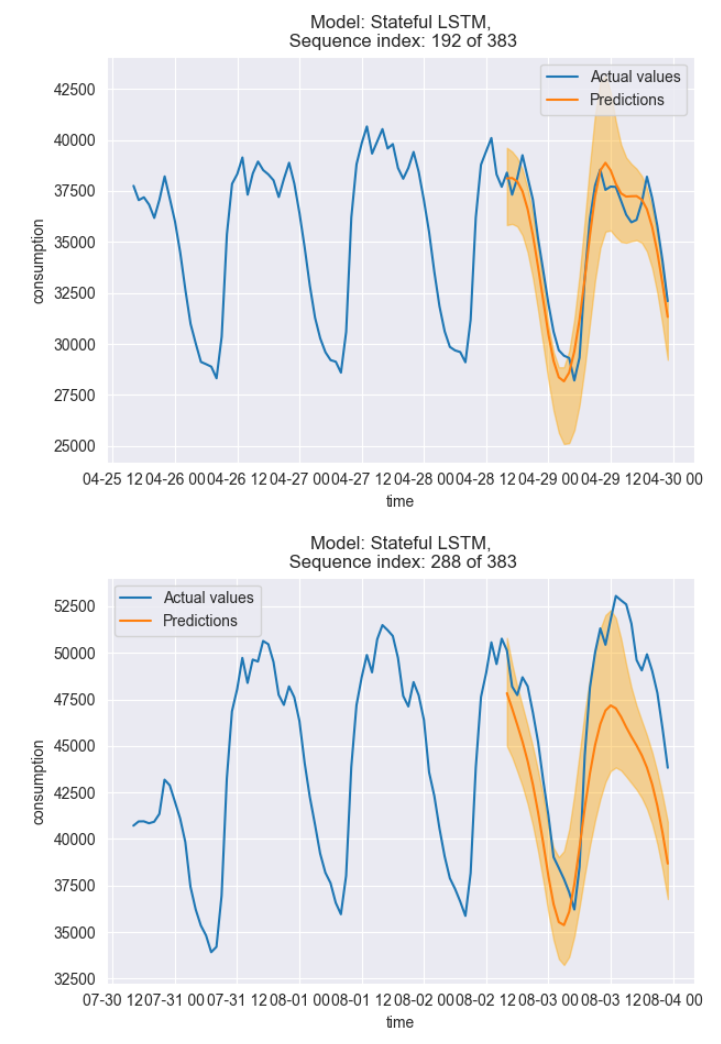 Model: Stateful LSTM,
Sequence index: 192 of 383
Actual values
Predictions
42500
40000
37500
35000
32500
30000
27500
25000
consumption
04-25 12 04-26 00 04-26 12 04-27 00 04-27 12 04-28 00 04-28 12 04-29 00 04-29 12 04-30 00
time
Model: Stateful LSTM,
Sequence index: 288 of 383
Actual values
Predictions
52500
50000
47500
45000
42500
40000
37500
35000
32500
consumption
07-30 12 07-31 00 07-31 12 08-01 00 08-01 12 08-02 00 08-02 12 08-03 00 08-03 12 08-04 00
time